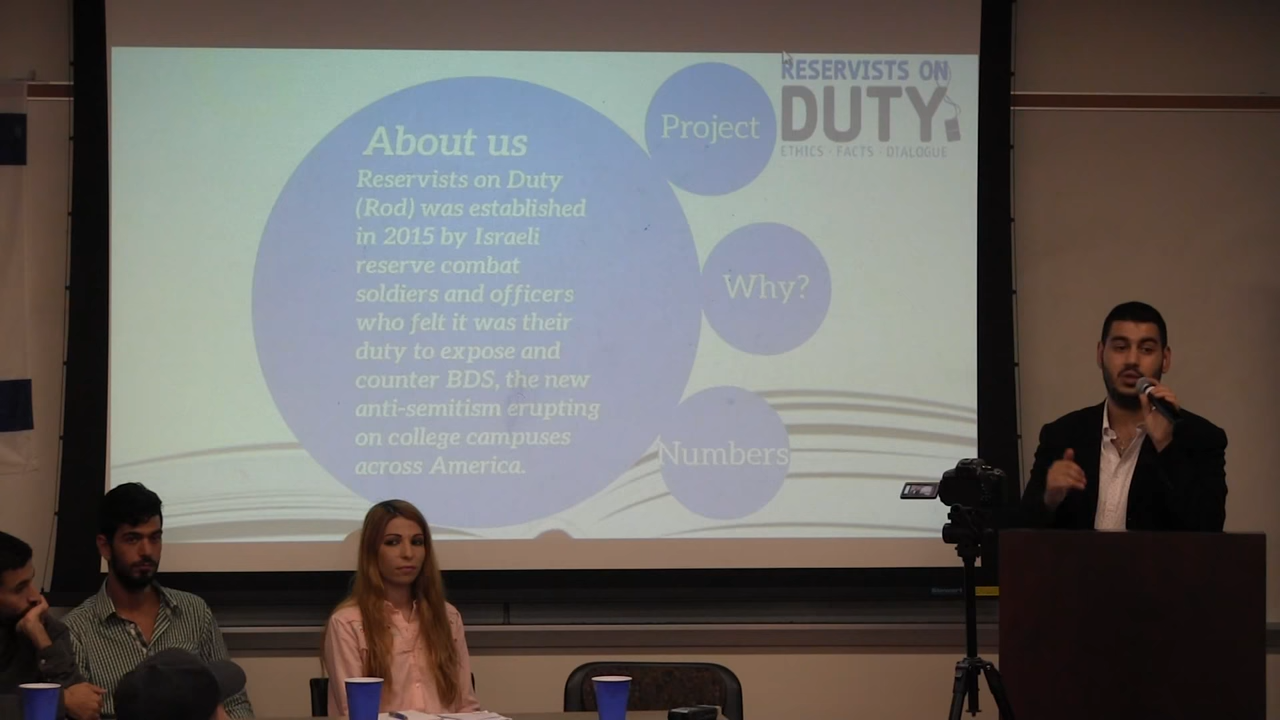 RESERVISTS ON
DUTY
ETHICS · FACTS · DIALOGUE
About us
Reservists on Duty
(Rod) was established
in 2015 by Israeli
reserve combat
soldiers and officers
who felt it was their
duty to expose and
counter BDS, the new
anti-semitism erupting
on college campuses
across America.
Project
Why?
Numbers